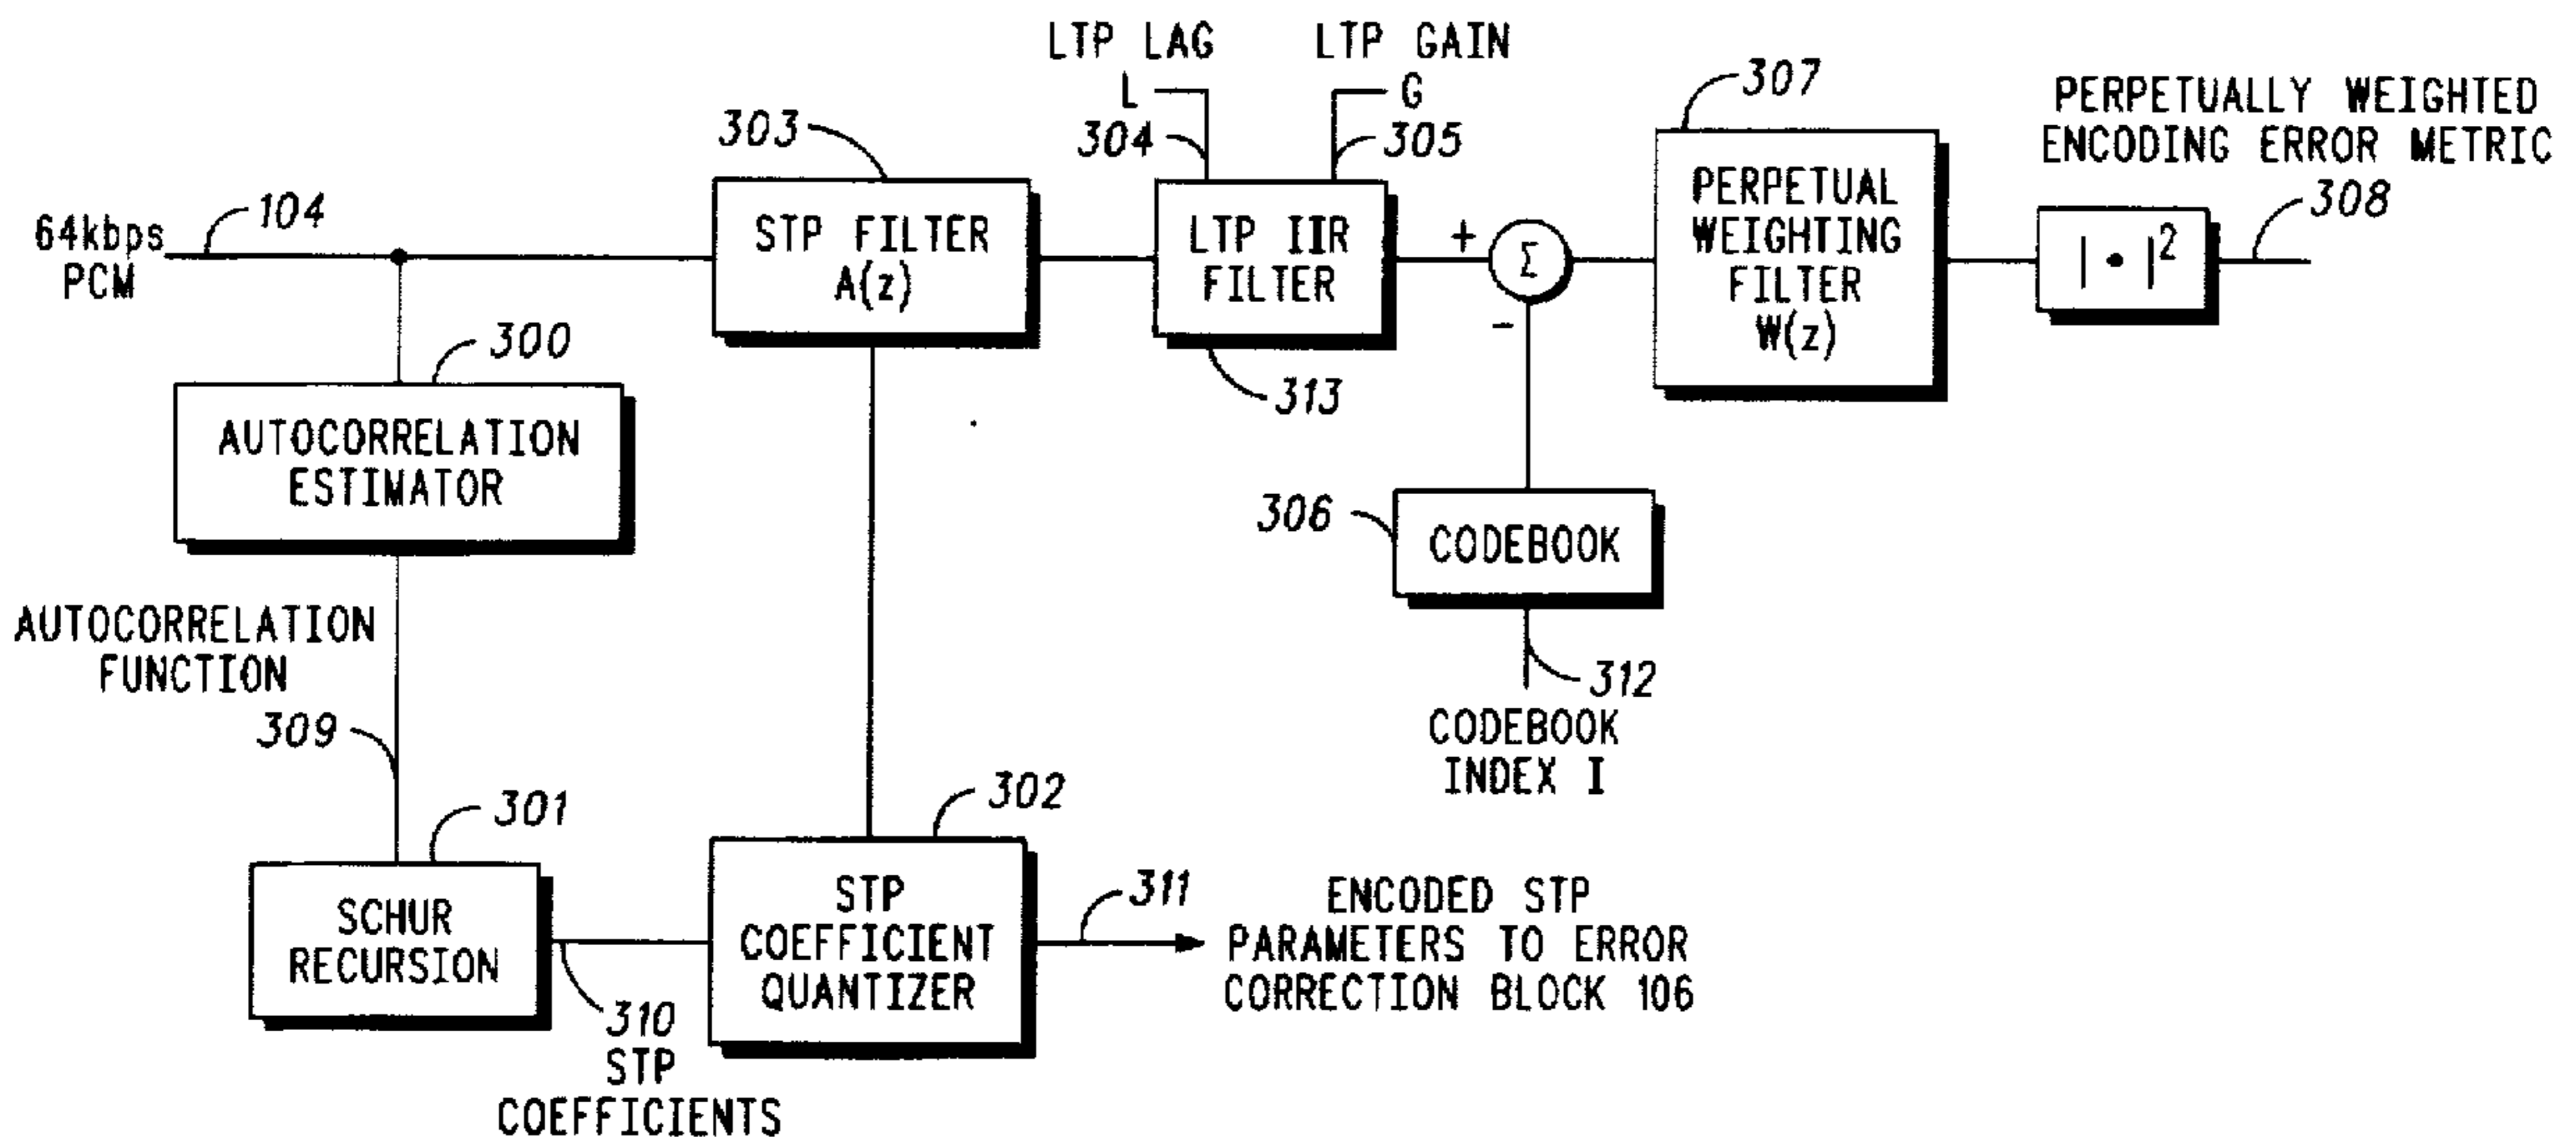 LTP LAG
L
304
LTP GAIN
G
305
307
PERPETUALLY WEIGHTED
ENCODING ERROR METRIC
308
303
64kbps
PCM
104
STP FILTER
A(z)
LTP IIR
FILTER
313
+
Σ
-
PERPETUAL
WEIGHTING
FILTER
W(z)
|•|²
300
AUTOCORRELATION
ESTIMATOR
306
CODEBOOK
312
CODEBOOK
INDEX I
AUTOCORRELATION
FUNCTION
309
301
SCHUR
RECURSION
310
STP
COEFFICIENTS
302
STP
COEFFICIENT
QUANTIZER
311
ENCODED STP
PARAMETERS TO ERROR
CORRECTION BLOCK 106